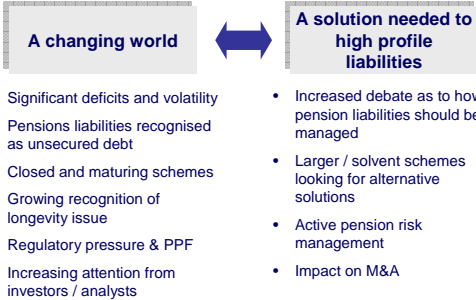 A changing world
Significant deficits and volatility
Pensions liabilities recognised
as unsecured debt
Closed and maturing schemes
Growing recognition of
longevity issue
Regulatory pressure & PPF
Increasing attention from
investors / analysts
A solution needed to
high profile
liabilities
• Increased debate as to how
pension liabilities should be
managed
• Larger / solvent schemes
looking for alternative
solutions
• Active pension risk
management
• Impact on M&A